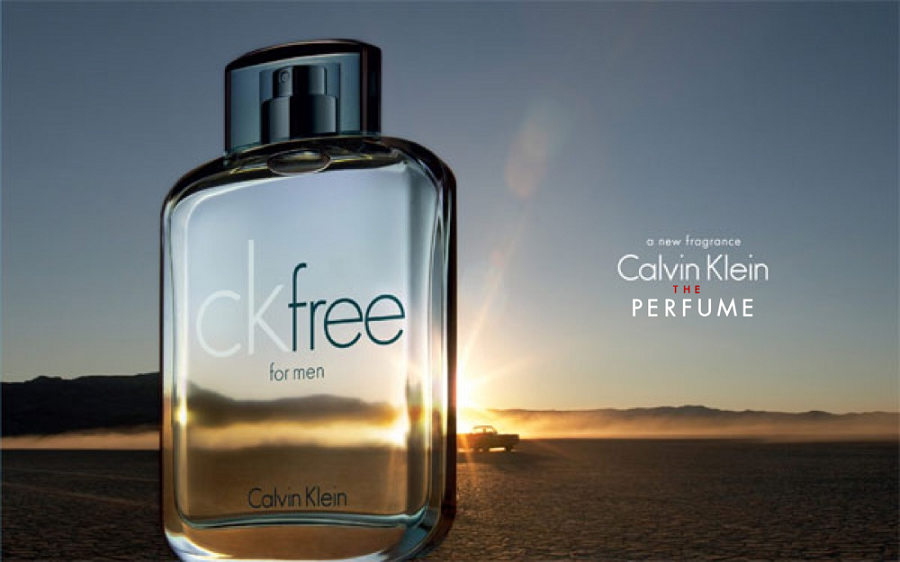 ckfree
for men
Calvin Klein
a new fragrance
Calvin Klein
THE
PERFUME